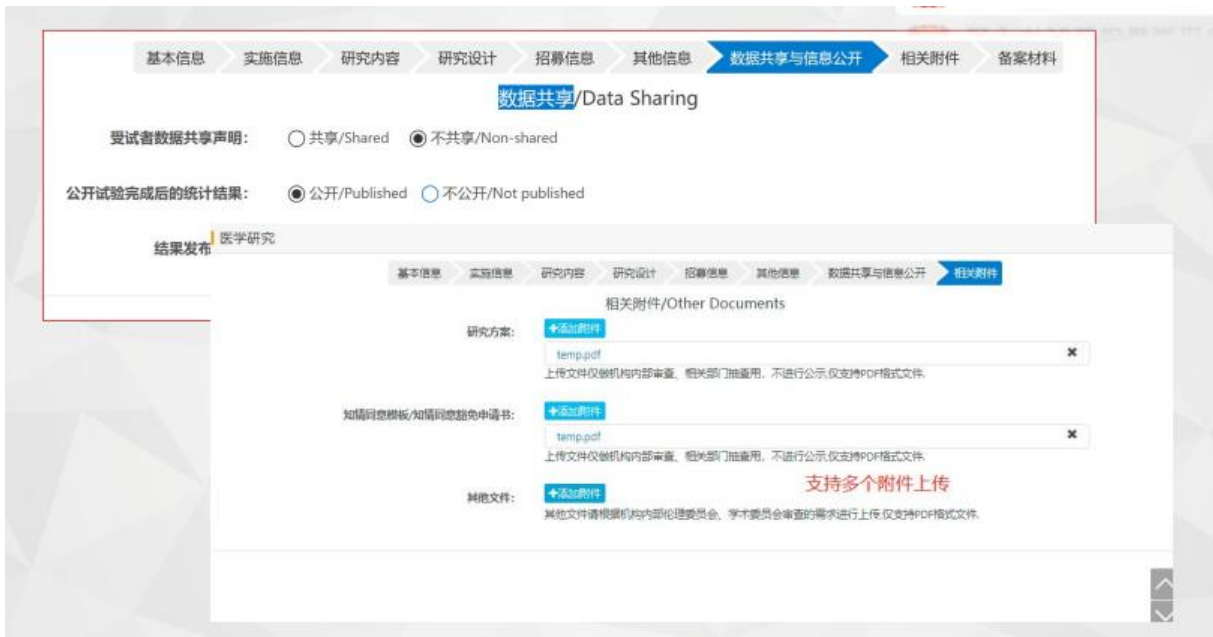 基本信息 实施信息 研究内容 研究设计 招募信息 其他信息 数据共享与信息公开 相关附件 备案材料
数据共享/Data Sharing
受试者数据共享声明: 共享/Shared 不共享/Non-shared
公开试验完成后的统计结果: 公开/Published 不公开/Not published
结果发布
医学研究
基本信息 实施信息 研究内容 研究设计 招募信息 其他信息 数据共享与信息公开 相关附件
相关附件/Other Documents
研究方案: +添加附件
temp.pdf
上传文件仅做机构内部审查、相关部门抽查用，不进行公示,仅支持PDF格式文件.
知情同意模板/知情同意豁免申请书: +添加附件
temp.pdf
上传文件仅做机构内部审查、相关部门抽查用，不进行公示,仅支持PDF格式文件.
支持多个附件上传
其他文件: +添加附件
其他文件请根据机构内部伦理委员会、学术委员会审查的需求进行上传,仅支持PDF格式文件.